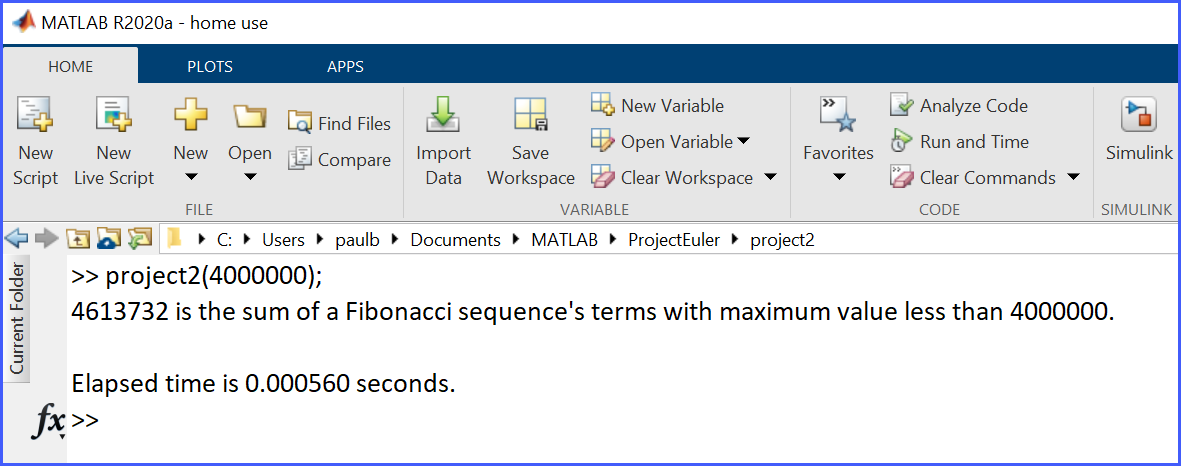 MATLAB R2020a - home use
HOME PLOTS APPS
New Script
New Live Script
New
Open
Find Files
Compare
FILE
Import Data
Save Workspace
New Variable
Open Variable
Clear Workspace
VARIABLE
Favorites
Analyze Code
Run and Time
Clear Commands
CODE
Simulink
SIMULINK
C: Users paulb Documents MATLAB ProjectEuler project2
Current Folder
>> project2(4000000);
4613732 is the sum of a Fibonacci sequence's terms with maximum value less than 4000000.
Elapsed time is 0.000560 seconds.
fx >>